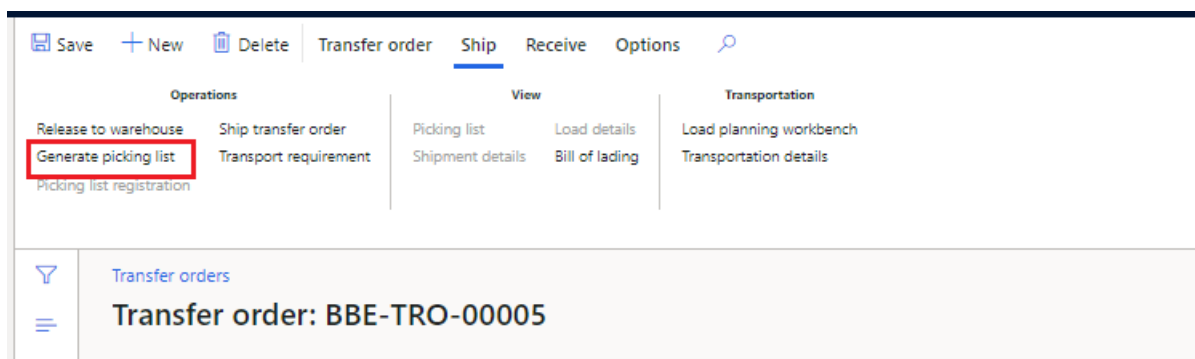 Save New Delete Transfer order Ship Receive Options
Operations View Transportation
Release to warehouse Ship transfer order Picking list Load details Load planning workbench
Generate picking list Transport requirement Shipment details Bill of lading Transportation details
Picking list registration
Transfer orders
Transfer order: BBE-TRO-00005